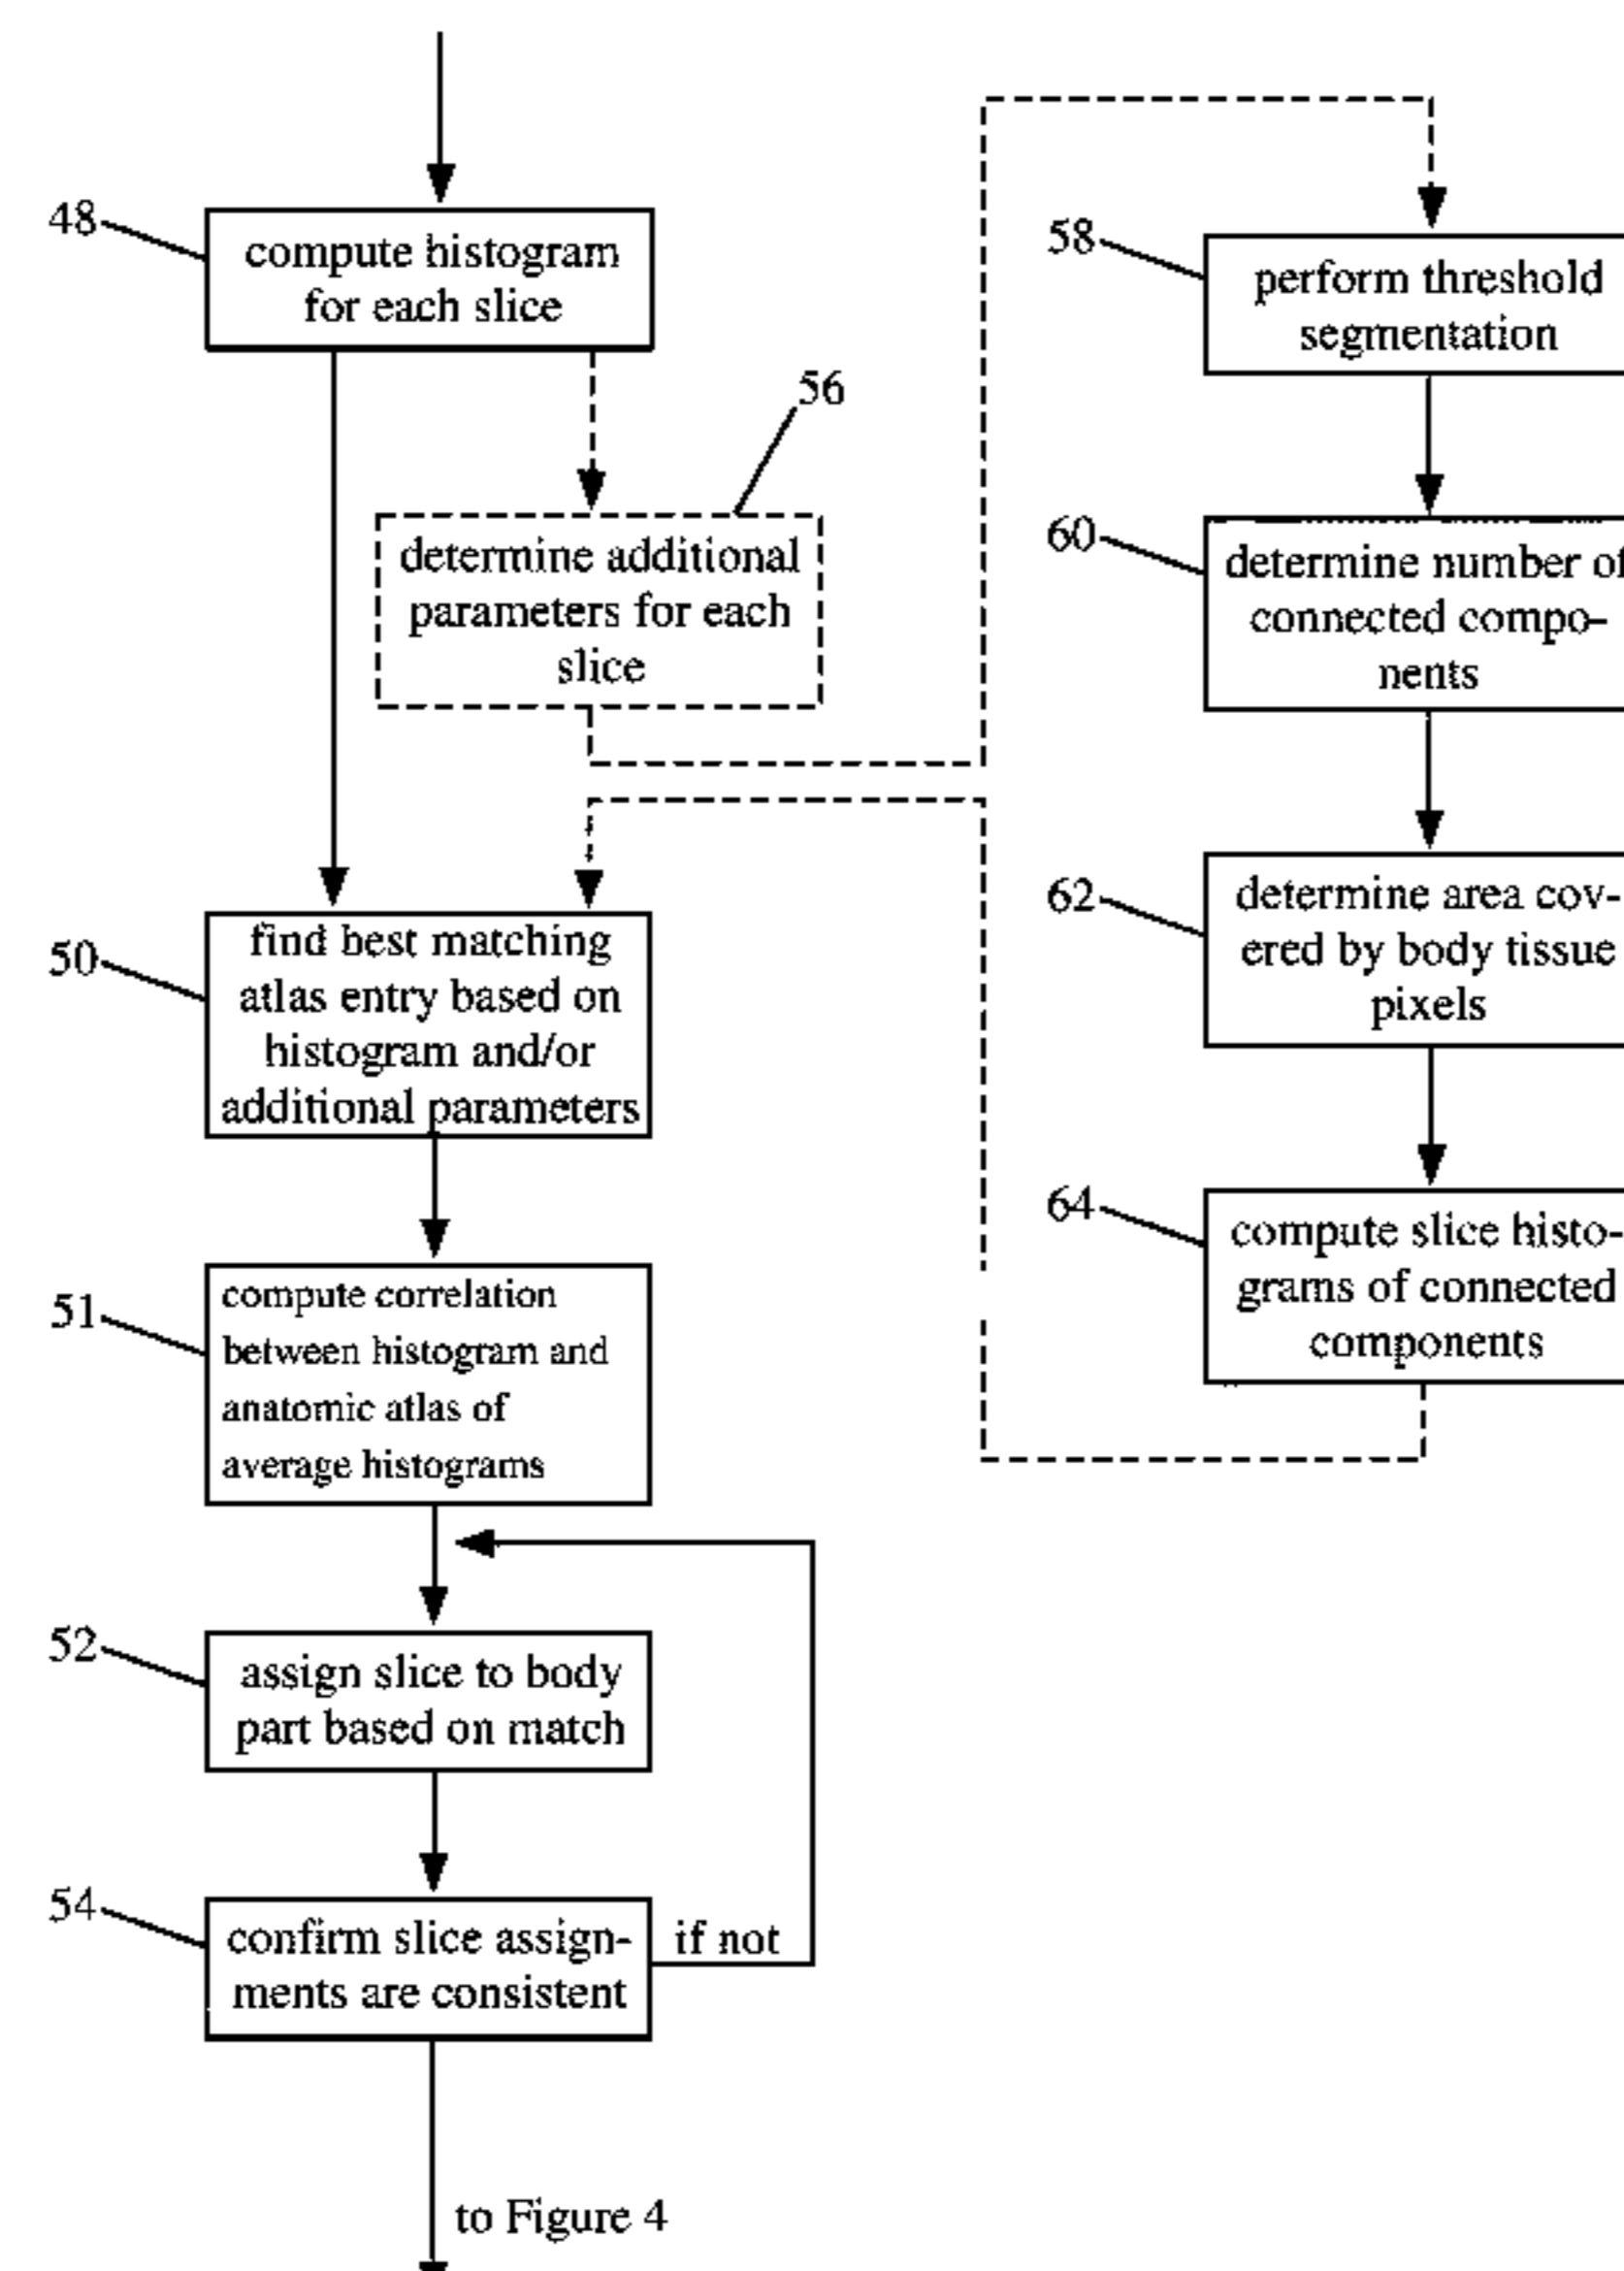 48
compute histogram
for each slice
56
determine additional
parameters for each
slice
50
find best matching
atlas entry based on
histogram and/or
additional parameters
51
compute correlation
between histogram and
anatomic atlas of
average histograms
52
assign slice to body
part based on match
54
confirm slice assign-
ments are consistent
if not
to Figure 4
58
perform threshold
segmentation
60
determine number of
connected compo-
nents
62
determine area cov-
ered by body tissue
pixels
64
compute slice histo-
grams of connected
components